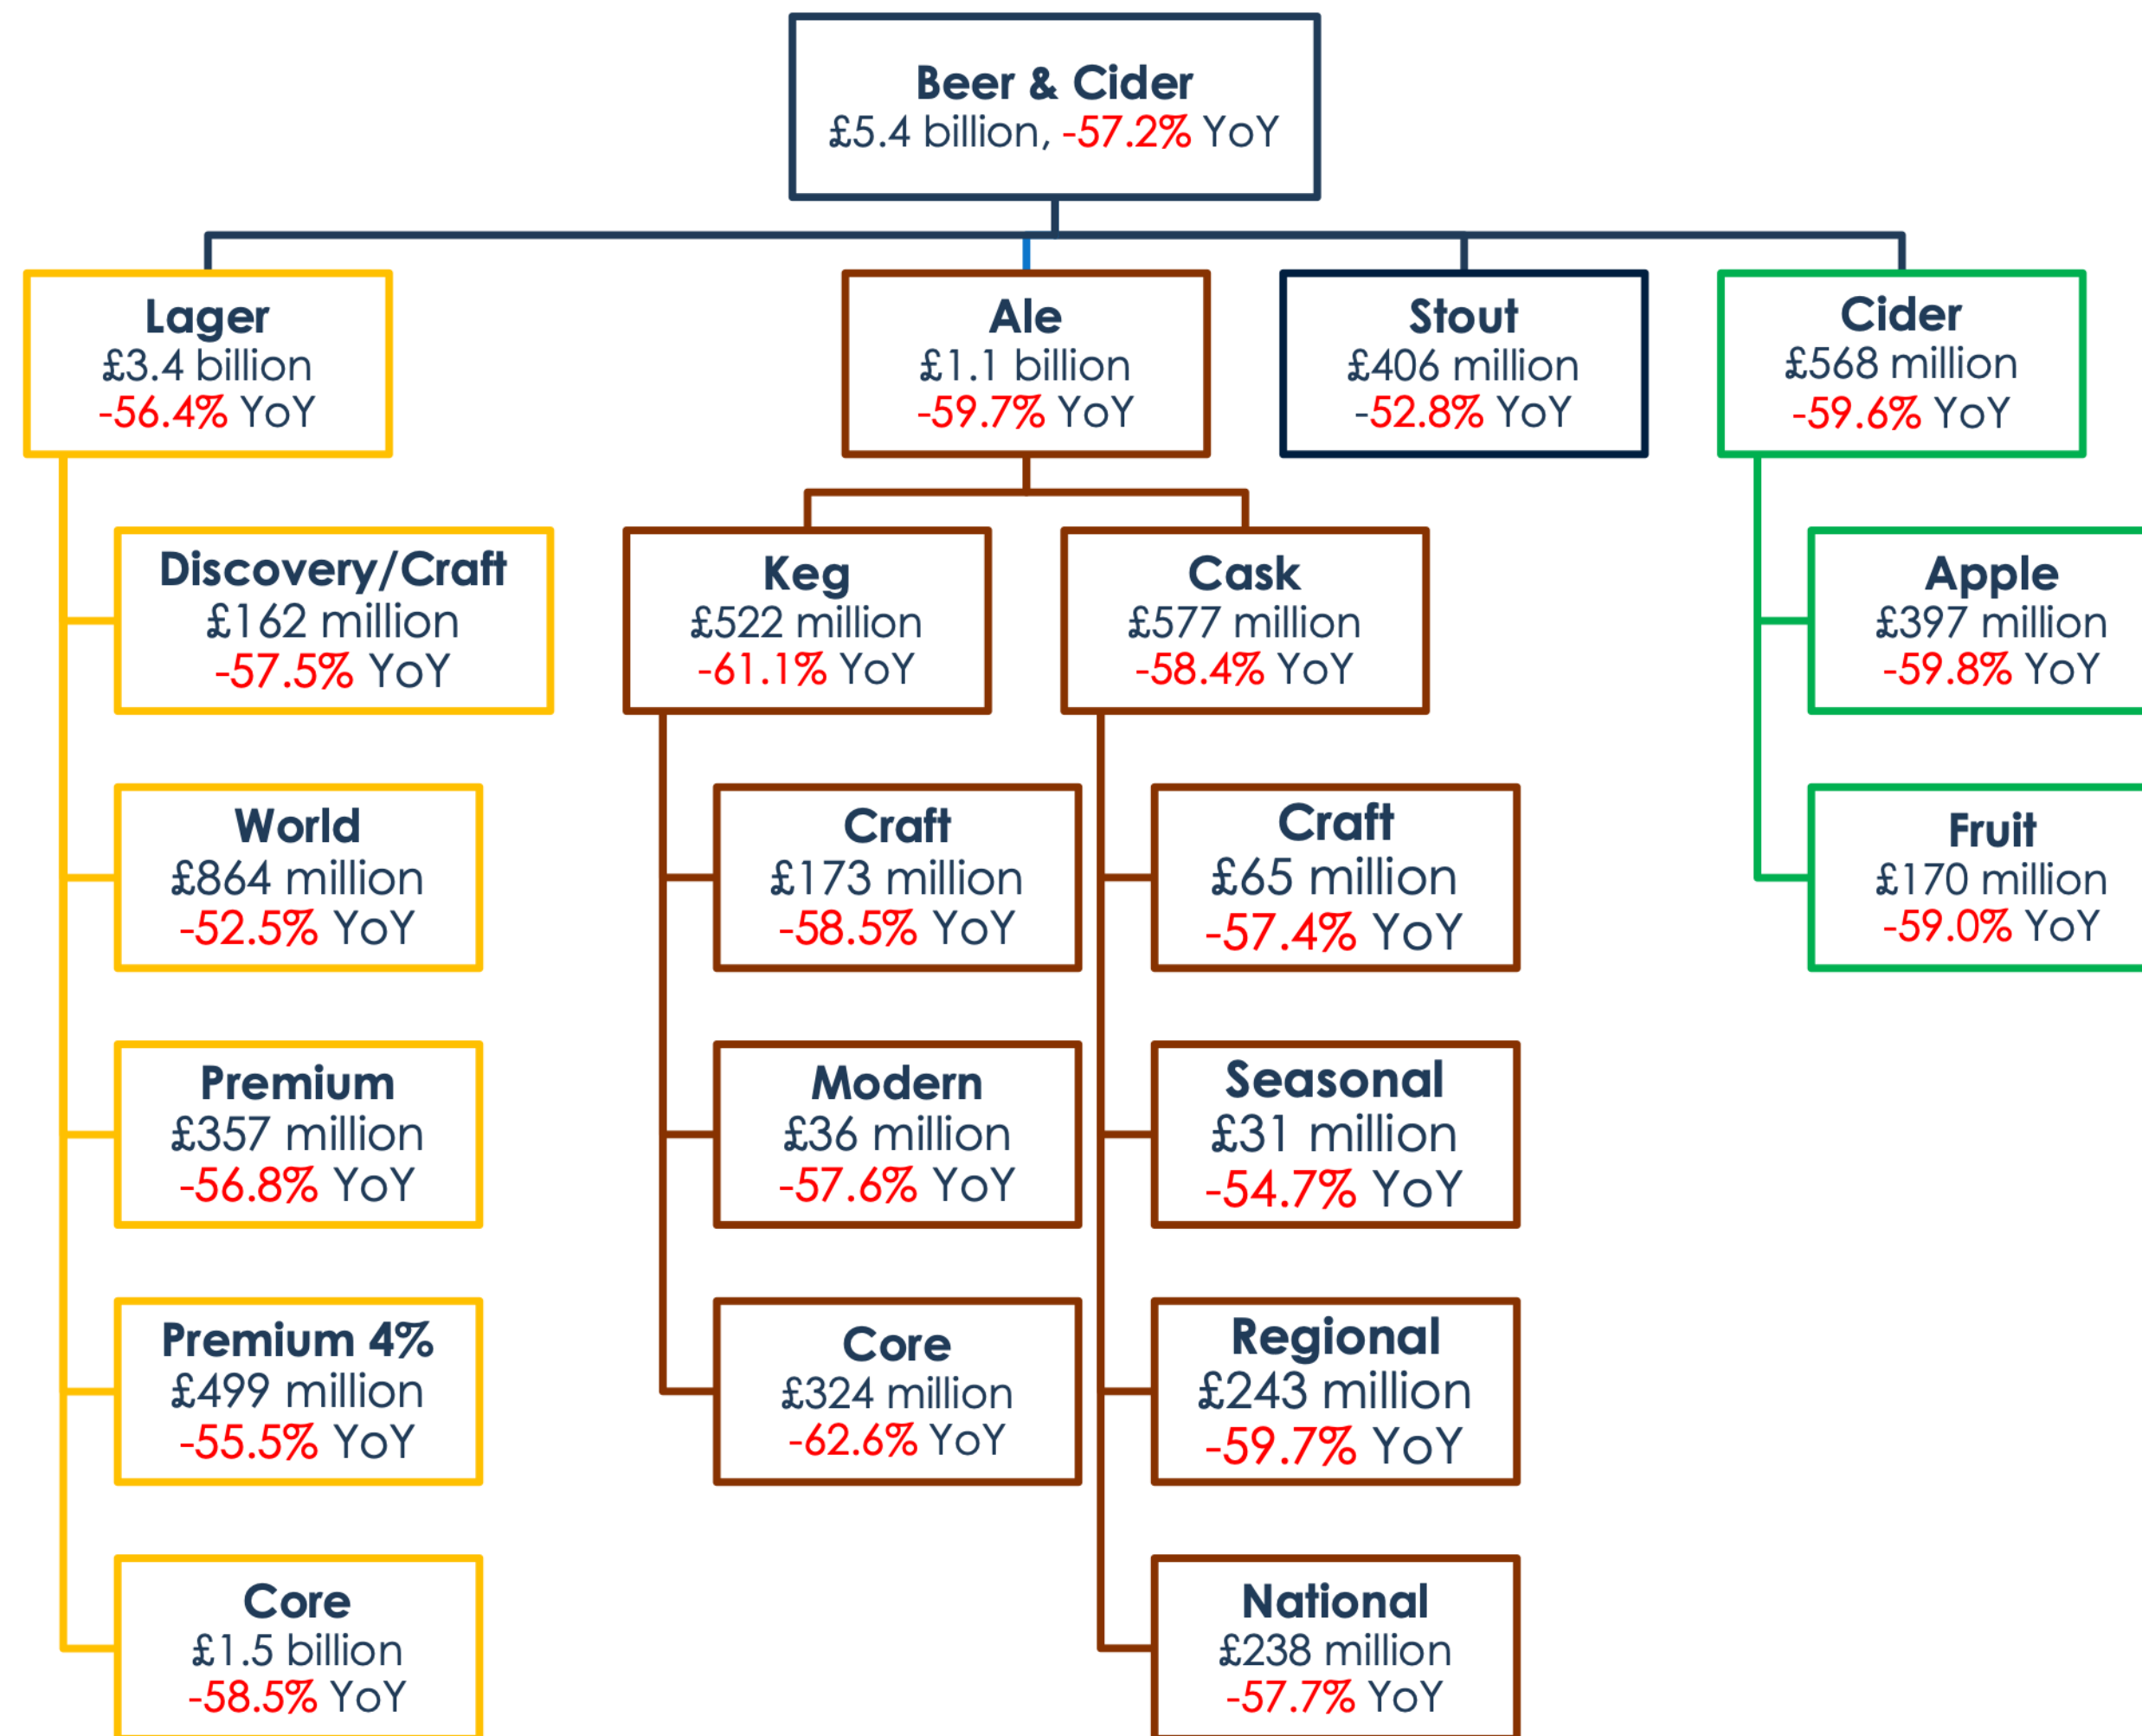 Beer & Cider
£5.4 billion, -57.2% YoY
Lager
£3.4 billion
-56.4% YoY
Ale
£1.1 billion
-59.7% YoY
Stout
£406 million
-52.8% YoY
Cider
£568 million
-59.6% YoY
Discovery/Craft
£162 million
-57.5% YoY
World
£864 million
-52.5% YoY
Premium
£357 million
-56.8% YoY
Premium 4%
£499 million
-55.5% YoY
Core
£1.5 billion
-58.5% YoY
Keg
£522 million
-61.1% YoY
Craft
£173 million
-58.5% YoY
Modern
£36 million
-57.6% YoY
Core
£324 million
-62.6% YoY
Cask
£577 million
-58.4% YoY
Craft
£65 million
-57.4% YoY
Seasonal
£31 million
-54.7% YoY
Regional
£243 million
-59.7% YoY
National
£238 million
-57.7% YoY
Apple
£397 million
-59.8% YoY
Fruit
£170 million
-59.0% YoY